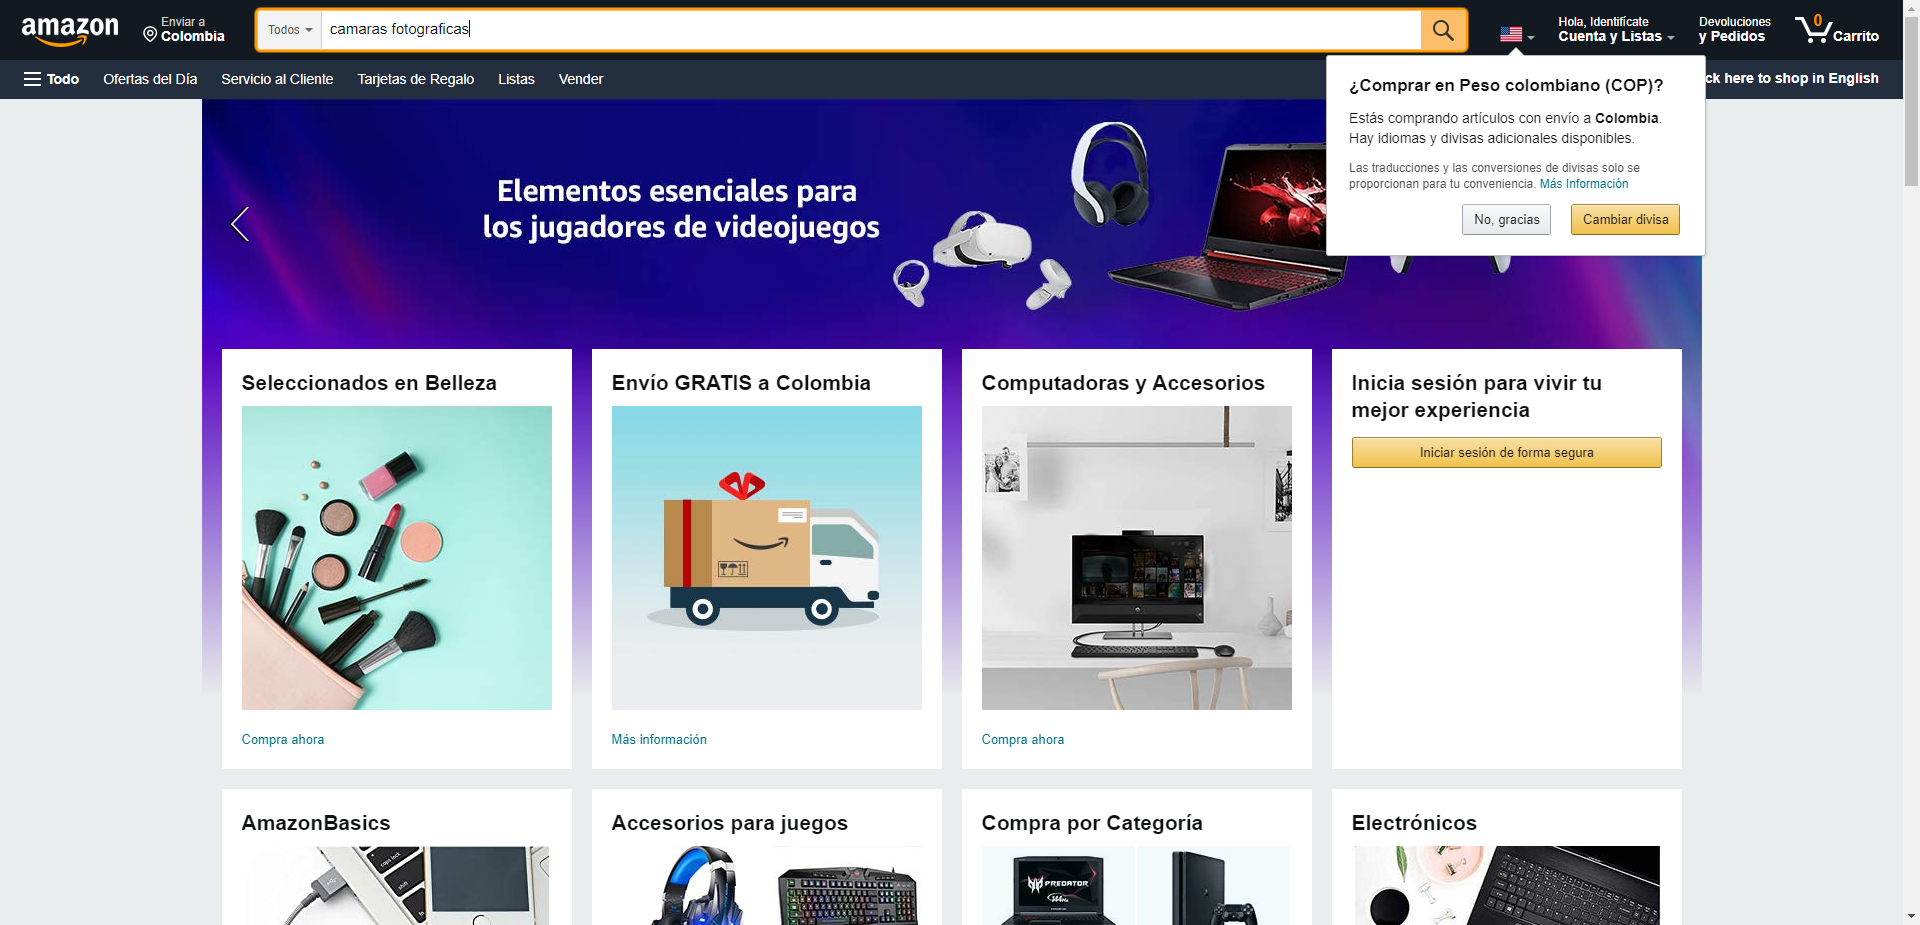 amazon
Enviar a
Colombia
Todos
camaras fotograficas
Hola, Identifícate
Cuenta y Listas
Devoluciones
y Pedidos
0
Carrito
Todo
Ofertas del Día
Servicio al Cliente
Tarjetas de Regalo
Listas
Vender
ck here to shop in English
¿Comprar en Peso colombiano (COP)?
Estás comprando artículos con envío a Colombia.
Hay idiomas y divisas adicionales disponibles.
Las traducciones y las conversiones de divisas solo se
proporcionan para tu conveniencia. Más Información
No, gracias
Cambiar divisa
Elementos esenciales para
los jugadores de videojuegos
Seleccionados en Belleza
Compra ahora
Envío GRATIS a Colombia
Más información
Computadoras y Accesorios
Compra ahora
Inicia sesión para vivir tu
mejor experiencia
Iniciar sesión de forma segura
AmazonBasics
caps lock
shift
fn
Accesorios para juegos
Compra por Categoría
PREDATOR
Electrónicos